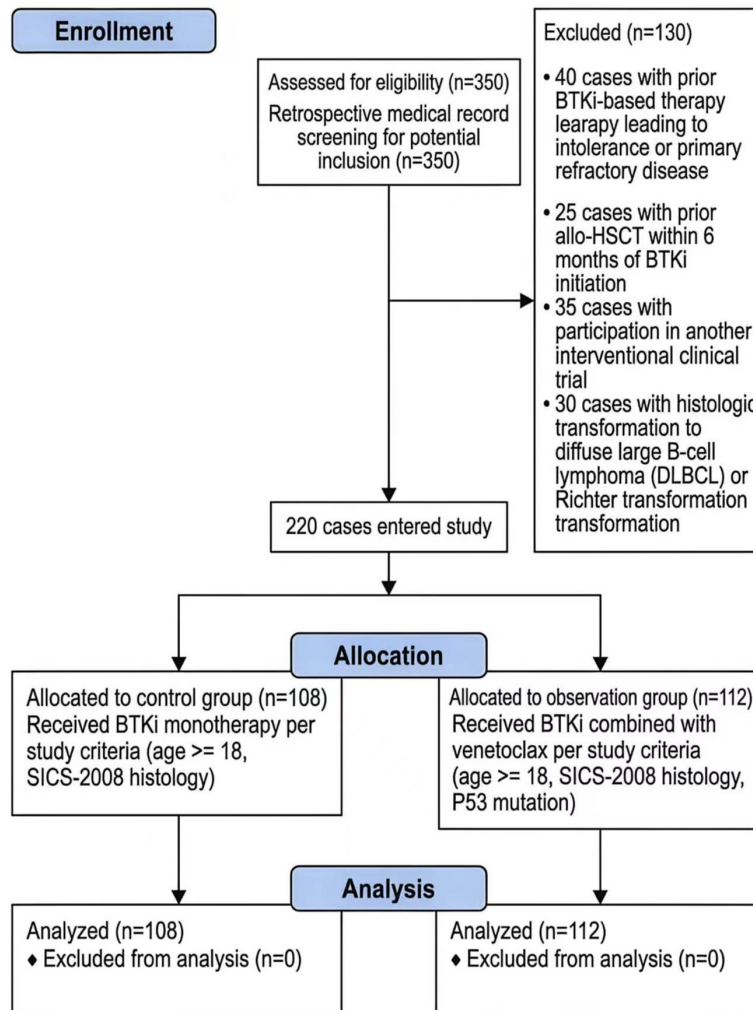 Enrollment
Assessed for eligibility (n=350)
Retrospective medical record
screening for potential
inclusion (n=350)
Excluded (n=130)
• 40 cases with prior
BTKi-based therapy
learapy leading to
intolerance or primary
refractory disease
• 25 cases with prior
allo-HSCT within 6
months of BTKi
initiation
• 35 cases with
participation in another
interventional clinical
trial
• 30 cases with histologic
transformation to
diffuse large B-cell
lymphoma (DLBCL) or
Richter transformation
transformation
220 cases entered study
Allocation
Allocated to control group (n=108)
Received BTKi monotherapy per
study criteria (age >= 18,
SICS-2008 histology)
Allocated to observation group (n=112)
Received BTKi combined with
venetoclax per study criteria
(age >= 18, SICS-2008 histology,
P53 mutation)
Analysis
Analyzed (n=108)
♦ Excluded from analysis (n=0)
Analyzed (n=112)
♦ Excluded from analysis (n=0)